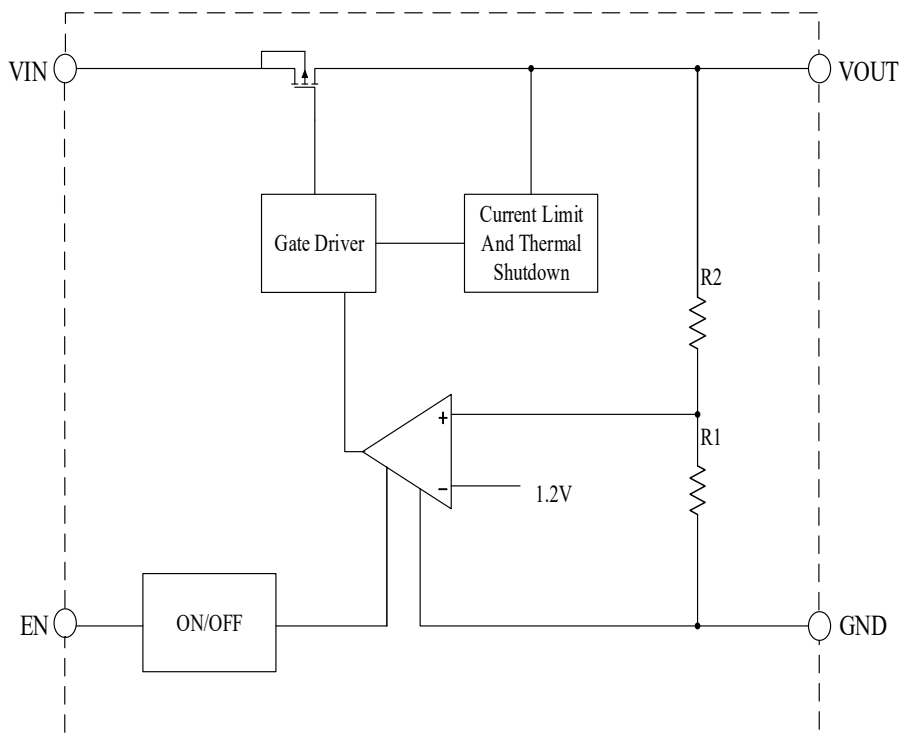 VIN
VOUT
Gate Driver
Current Limit
And Thermal
Shutdown
R2
+
R1
−
1.2V
EN
ON/OFF
GND